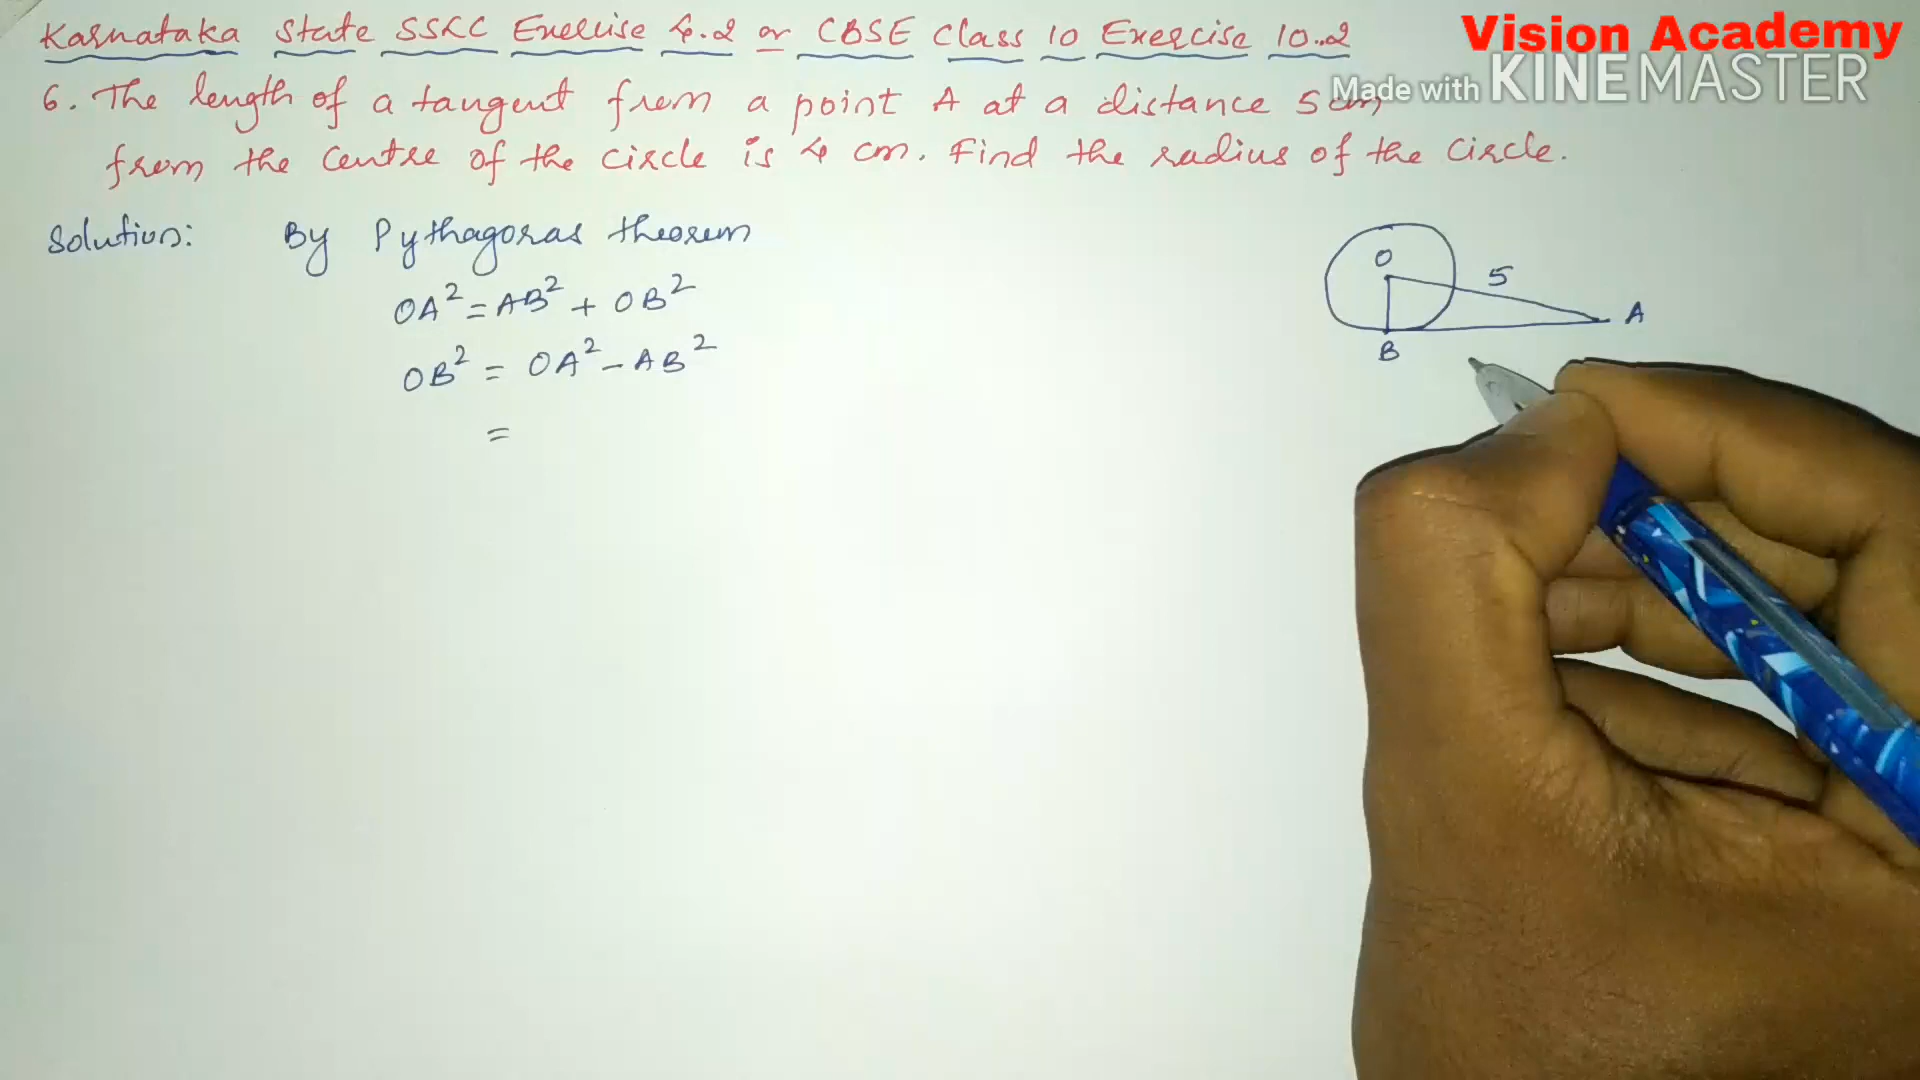 Karnataka State SSLC Exercise 4.2 or CBSE Class 10 Exercise 10.2
Vision Academy
Made with KINEMASTER
6. The length of a tangent from a point A at a distance 5 cm,
from the centre of the circle is 4 cm. Find the radius of the circle.
Solution: By Pythagoras theorem
OA² = AB² + OB²
OB² = OA² – AB²
=
O
5
A
B